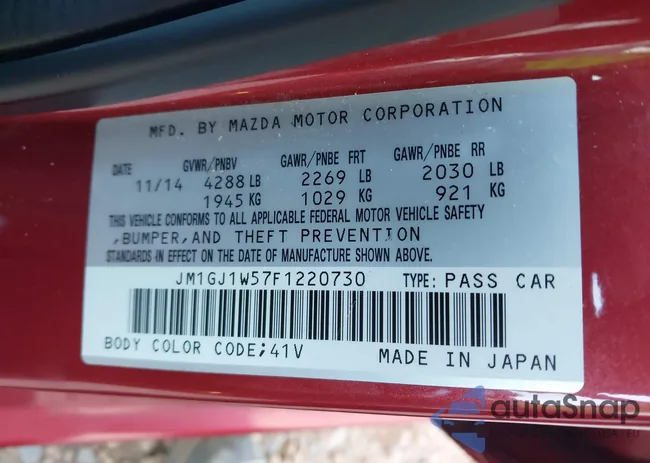 MFD. BY MAZDA MOTOR CORPORATION
DATE GVWR/PNBV GAWR/PNBE FRT GAWR/PNBE RR
11/14 4288 LB 2269 LB 2030 LB
1945 KG 1029 KG 921 KG
THIS VEHICLE CONFORMS TO ALL APPLICABLE FEDERAL MOTOR VEHICLE SAFETY
,BUMPER,AND THEFT PREVENTION
STANDARDS IN EFFECT ON THE DATE OF MANUFACTURE SHOWN ABOVE.
JM1GJ1W57F1220730 TYPE: PASS CAR
BODY COLOR CODE;41V MADE IN JAPAN
autoSnap